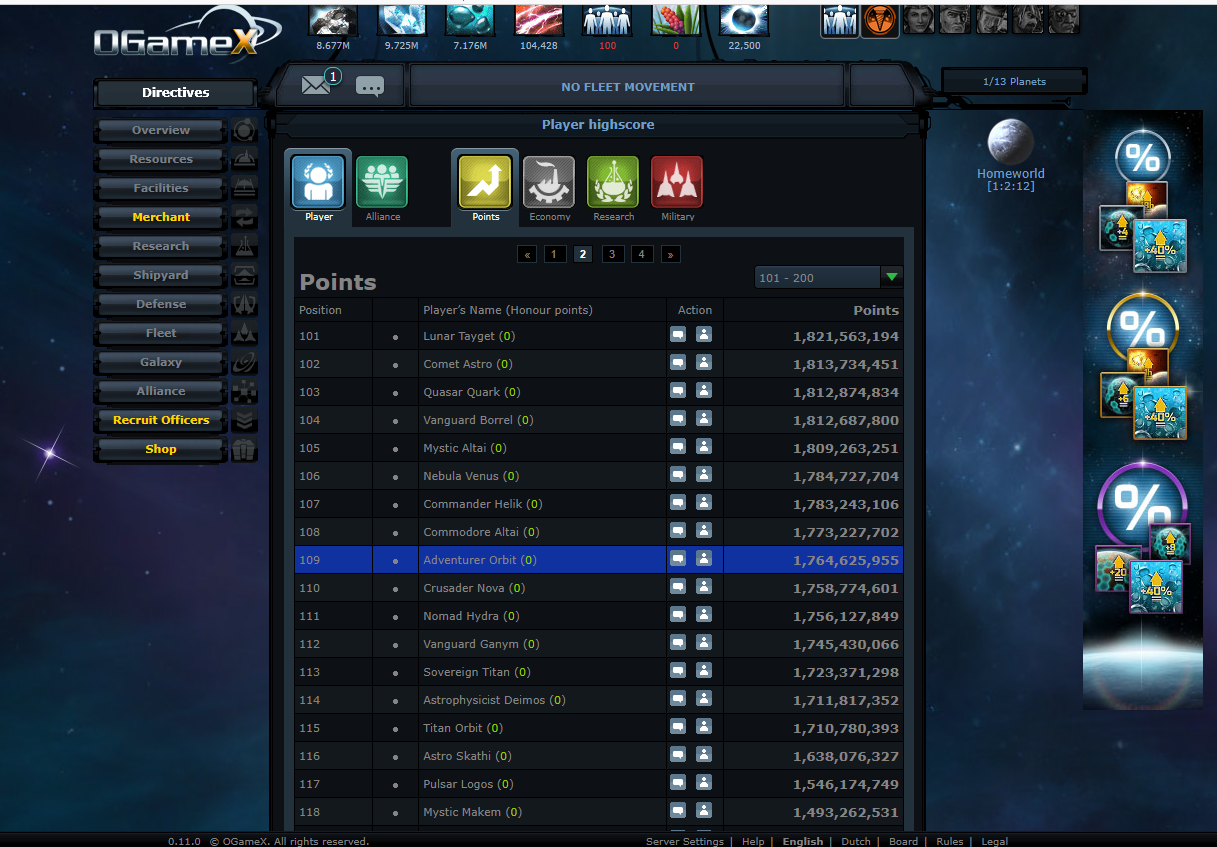 OGameX
8.677M 9.725M 7.176M 104,428 100 0 22,500
1
Directives
NO FLEET MOVEMENT
1/13 Planets
Player highscore
Overview
Resources
Facilities
Merchant
Research
Shipyard
Defense
Fleet
Galaxy
Alliance
Recruit Officers
Shop
Homeworld
[1:2:12]
Player Alliance Points Economy Research Military
« 1 2 3 4 »
Points
101 - 200
Position Player's Name (Honour points) Action Points
101 Lunar Tayget (0) 1,821,563,194
102 Comet Astro (0) 1,813,734,451
103 Quasar Quark (0) 1,812,874,834
104 Vanguard Borrel (0) 1,812,687,800
105 Mystic Altai (0) 1,809,263,251
106 Nebula Venus (0) 1,784,727,704
107 Commander Helik (0) 1,783,243,106
108 Commodore Altai (0) 1,773,227,702
109 Adventurer Orbit (0) 1,764,625,955
110 Crusader Nova (0) 1,758,774,601
111 Nomad Hydra (0) 1,756,127,849
112 Vanguard Ganym (0) 1,745,430,066
113 Sovereign Titan (0) 1,723,371,298
114 Astrophysicist Deimos (0) 1,711,817,352
115 Titan Orbit (0) 1,710,780,393
116 Astro Skathi (0) 1,638,076,327
117 Pulsar Logos (0) 1,546,174,749
118 Mystic Makem (0) 1,493,262,531
%
+4
+40%
%
+6
+40%
%
+8
+20
+40%
0.11.0 © OGameX. All rights reserved.
Server Settings | Help | English | Dutch | Board | Rules | Legal